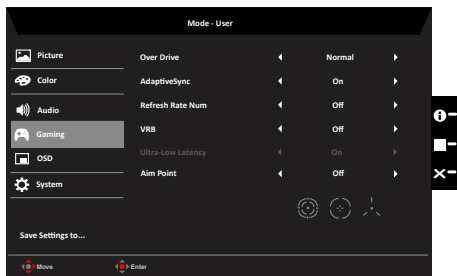 Mode - User
Picture
Color
Audio
Gaming
OSD
System
Over Drive Normal
AdaptiveSync On
Refresh Rate Num Off
VRB Off
Ultra-Low Latency On
Aim Point Off
Save Settings to...
Move Enter